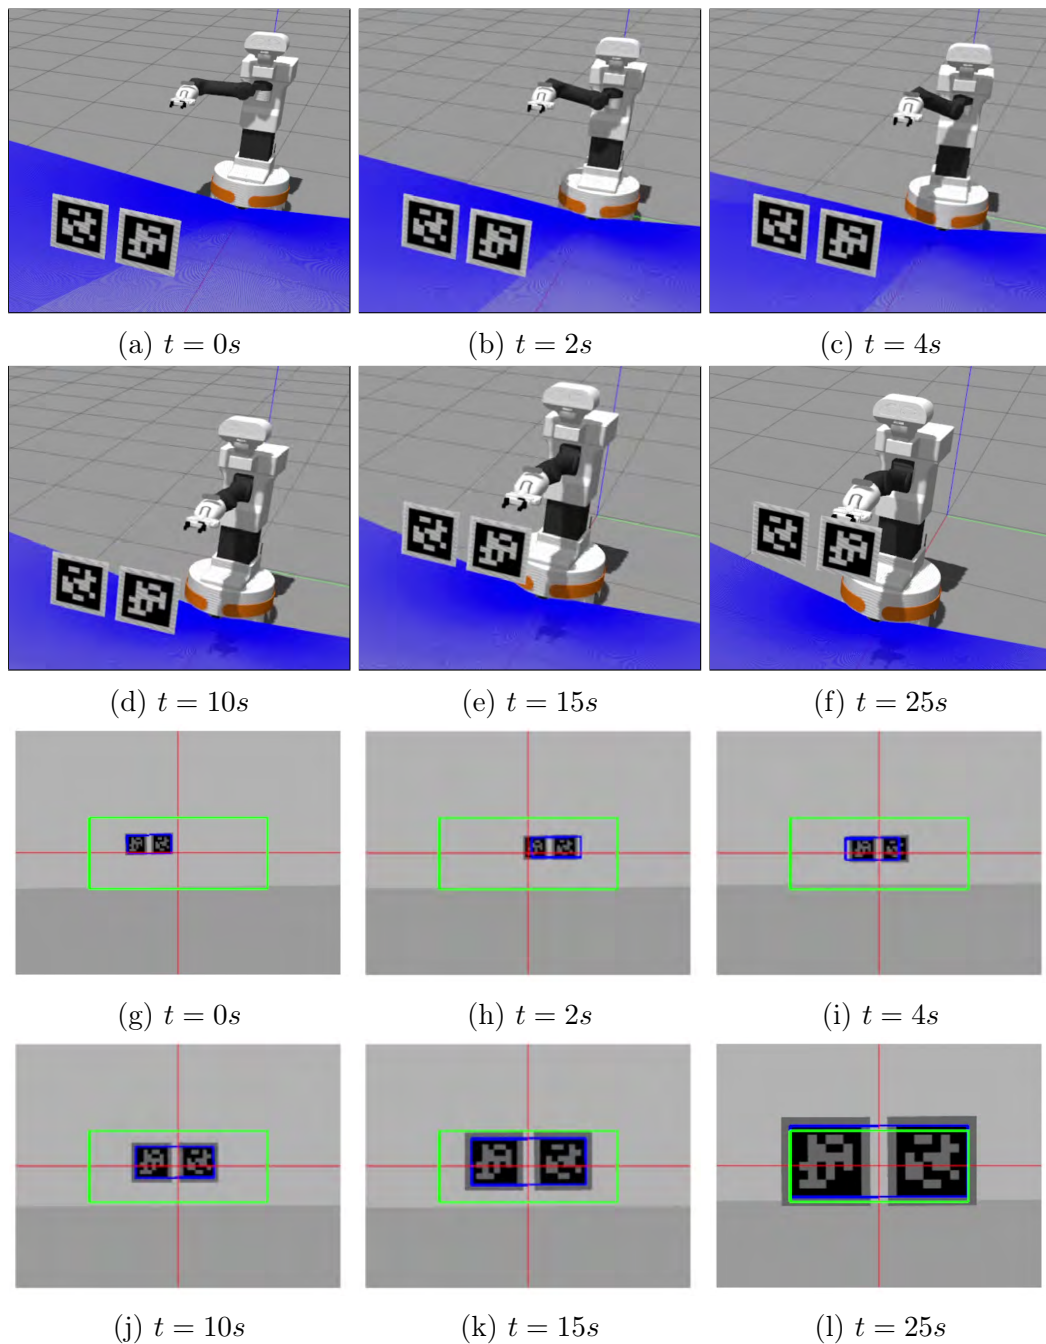 (a) t = 0s (b) t = 2s (c) t = 4s
(d) t = 10s (e) t = 15s (f) t = 25s
(g) t = 0s (h) t = 2s (i) t = 4s
(j) t = 10s (k) t = 15s (l) t = 25s